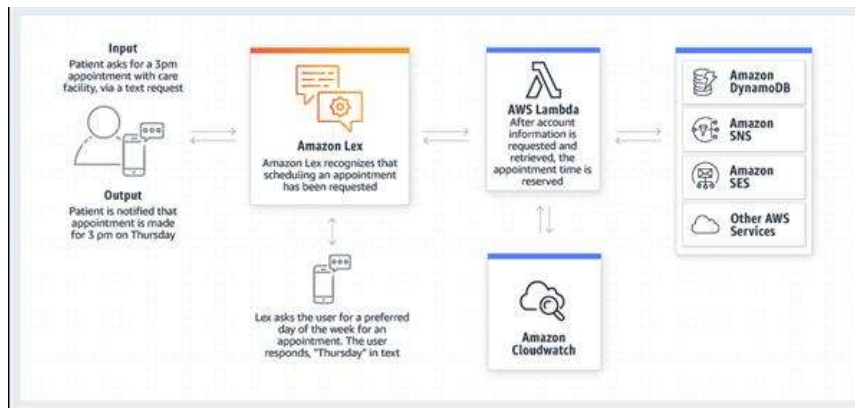 Input
Patient asks for a 3pm
appointment with care
facility, via a text request
Output
Patient is notified that
appointment is made
for 3 pm on Thursday
Amazon Lex
Amazon Lex recognizes that
scheduling an appointment
has been requested
Lex asks the user for a preferred
day of the week for an
appointment. The user
responds, "Thursday" in text
AWS Lambda
After account
information is
requested and
retrieved, the
appointment time is
reserved
Amazon
Cloudwatch
Amazon
DynamoDB
Amazon
SNS
Amazon
SES
Other AWS
Services